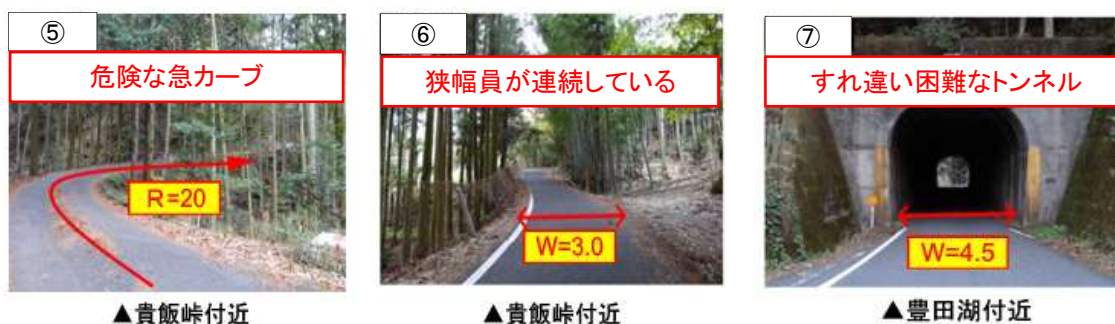 ⑤
危険な急カーブ
R=20
▲貴飯峠付近
⑥
狭幅員が連続している
W=3.0
▲貴飯峠付近
⑦
すれ違い困難なトンネル
W=4.5
▲豊田湖付近